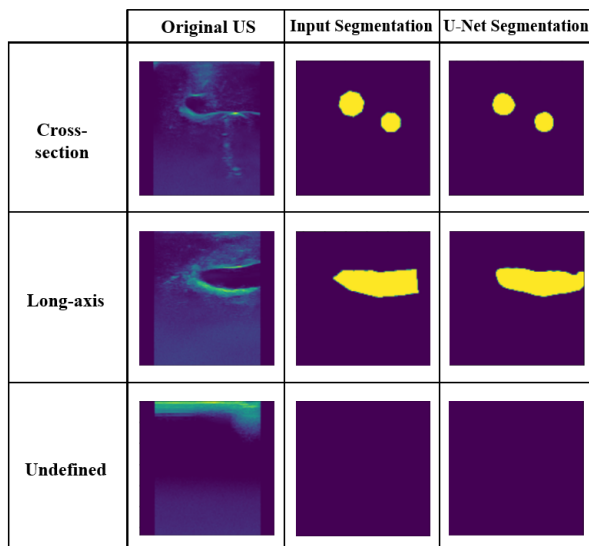 Original US Input Segmentation U-Net Segmentation
Cross-
section
Long-axis
Undefined